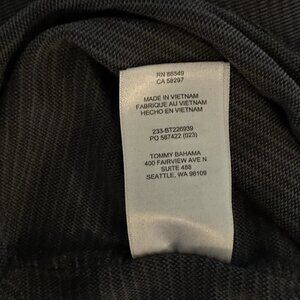 RN 86549
CA 58297
MADE IN VIETNAM
FABRIQUE AU VIETNAM
HECHO EN VIETNAM
233-BT226939
PO 587422 (023)
TOMMY BAHAMA
400 FAIRVIEW AVE N
SUITE 488
SEATTLE, WA 98109